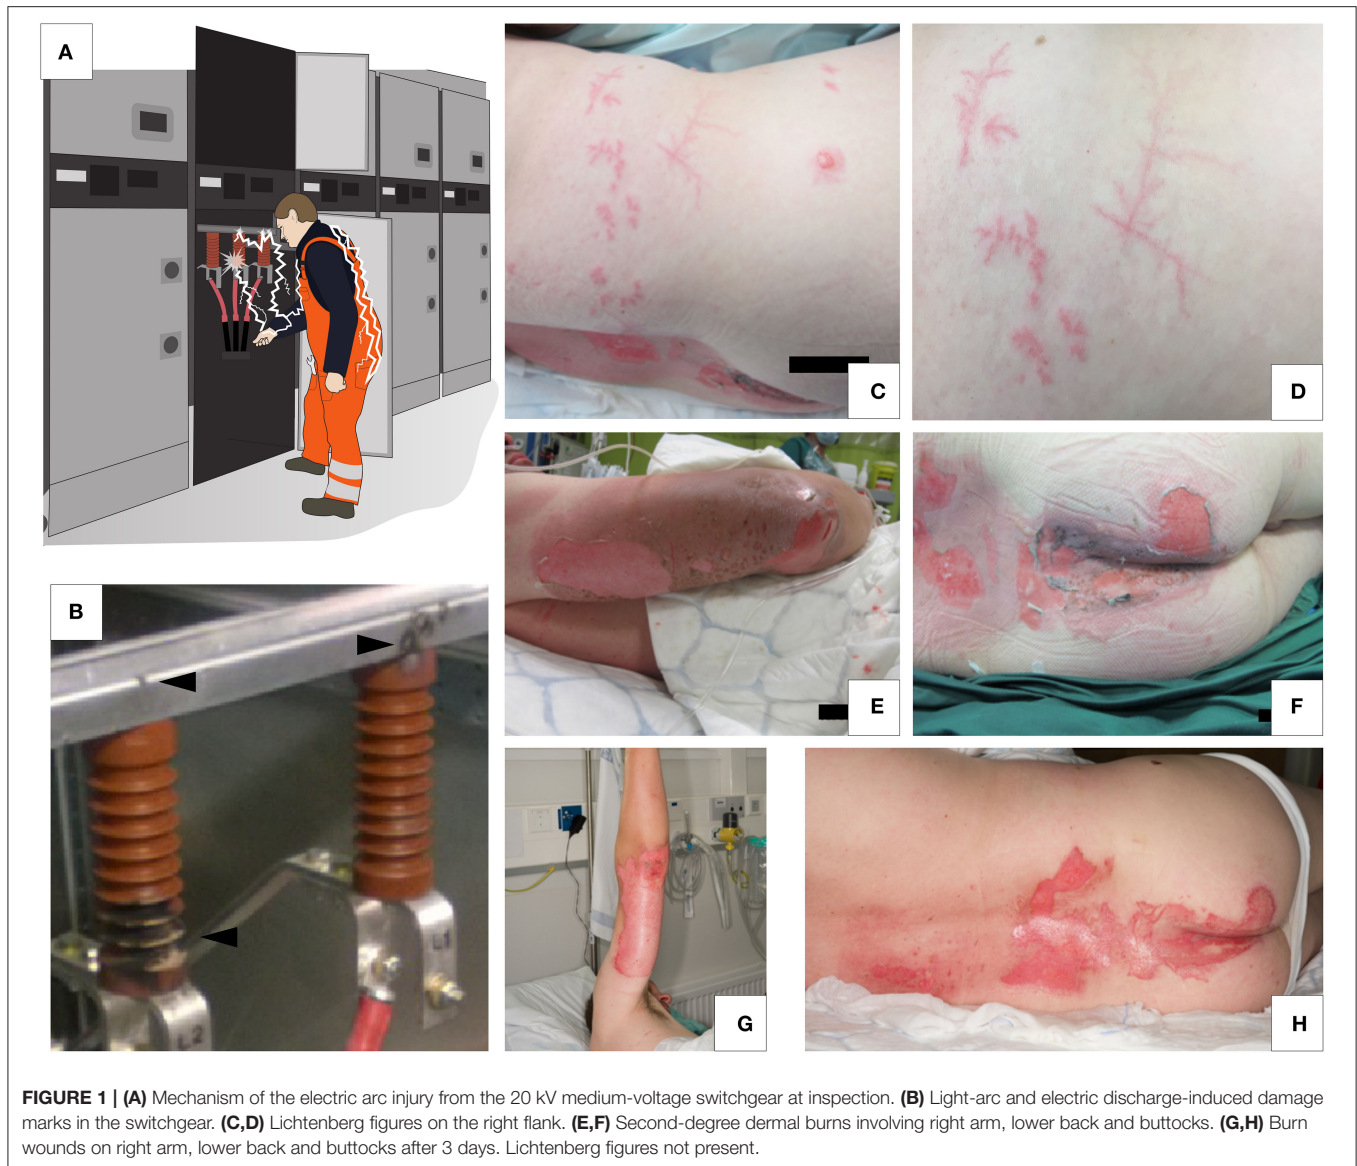 A
B
L2
L1
C
D
E
F
G
H
FIGURE 1 | (A) Mechanism of the electric arc injury from the 20 kV medium-voltage switchgear at inspection. (B) Light-arc and electric discharge-induced damage
marks in the switchgear. (C,D) Lichtenberg figures on the right flank. (E,F) Second-degree dermal burns involving right arm, lower back and buttocks. (G,H) Burn
wounds on right arm, lower back and buttocks after 3 days. Lichtenberg figures not present.